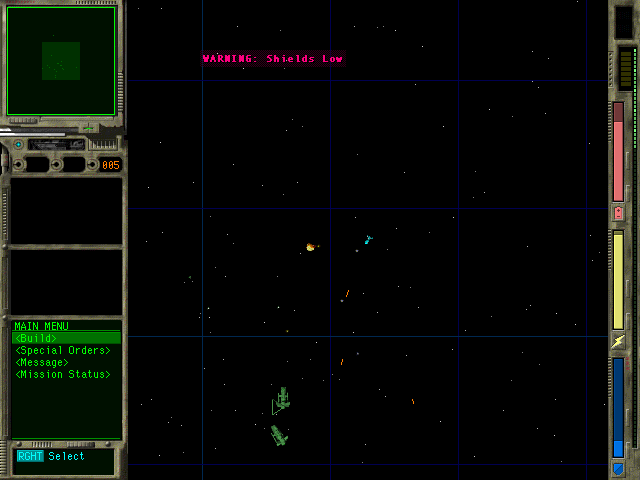 WARNING: Shields Low
005
MAIN MENU
<Build>
<Special Orders>
<Message>
<Mission Status>
RGHT Select